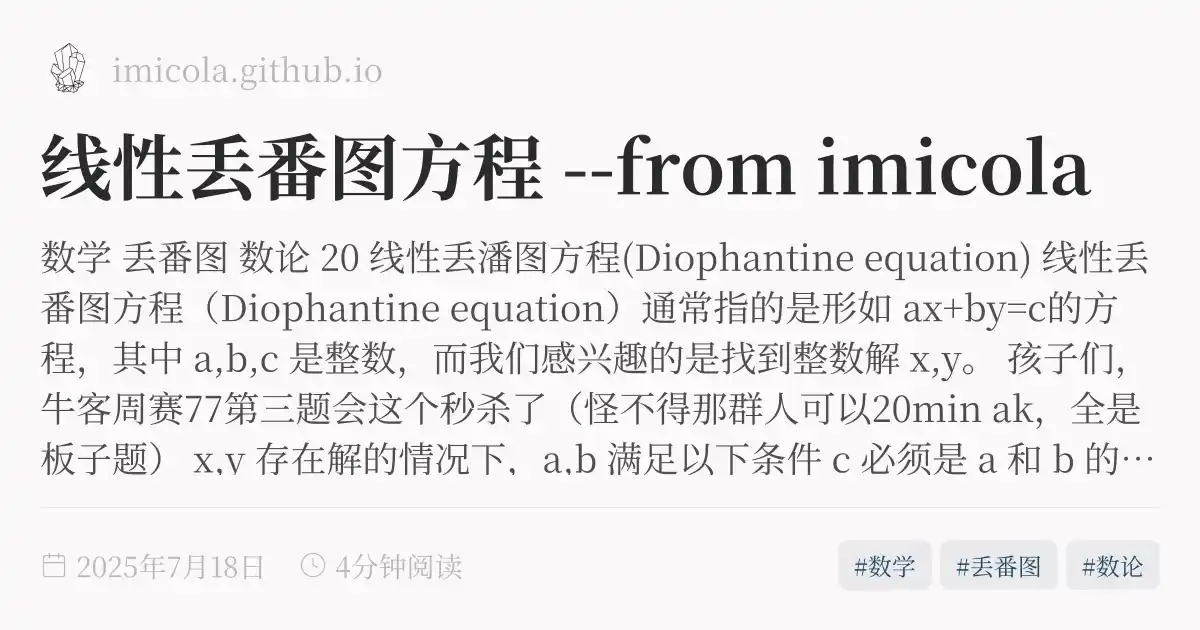 imicola.github.io
线性丢番图方程 --from imicola
数学 丢番图 数论 20 线性丢潘图方程(Diophantine equation) 线性丢
番图方程（Diophantine equation）通常指的是形如 ax+by=c的方
程，其中 a,b,c 是整数，而我们感兴趣的是找到整数解 x,y。 孩子们，
牛客周赛77第三题会这个秒杀了（怪不得那群人可以20min ak，全是
板子题） x,y 存在解的情况下，a,b 满足以下条件 c 必须是 a 和 b 的…
2025年7月18日 4分钟阅读 #数学 #丢番图 #数论